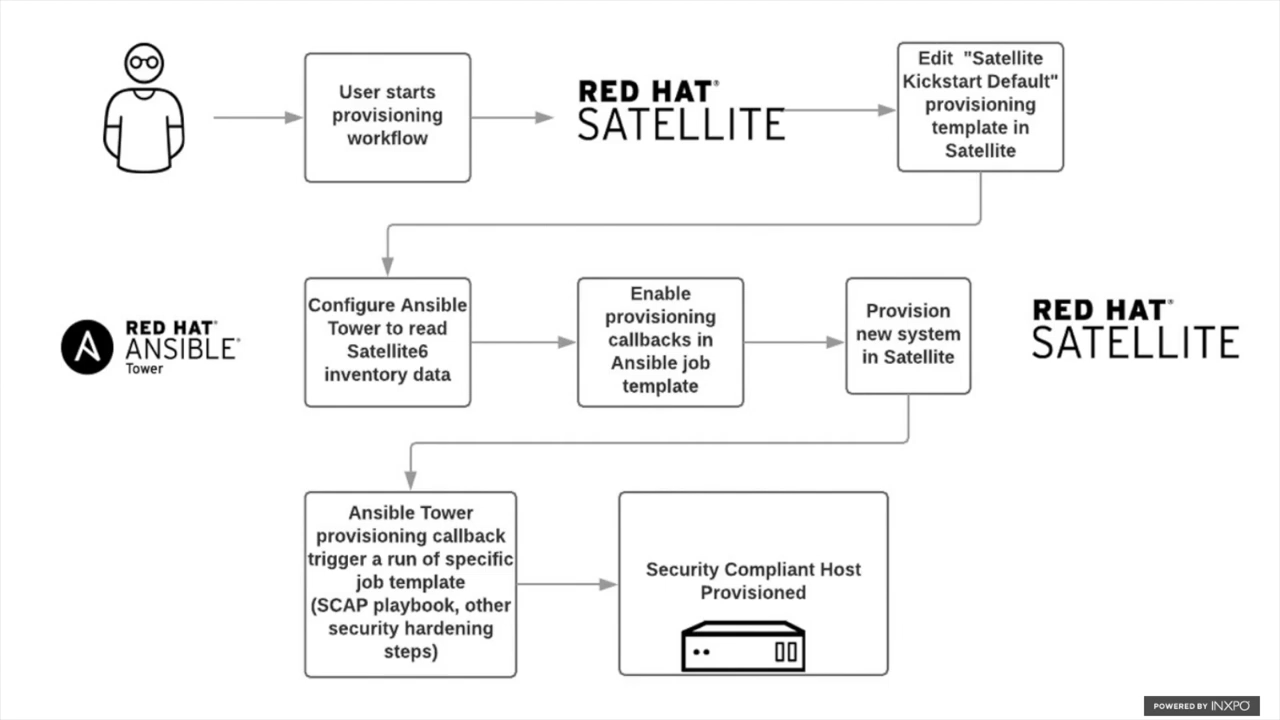 User starts
provisioning
workflow
RED HAT®
SATELLITE
Edit "Satellite
Kickstart Default"
provisioning
template in
Satellite
RED HAT®
ANSIBLE®
Tower
Configure Ansible
Tower to read
Satellite6
inventory data
Enable
provisioning
callbacks in
Ansible job
template
Provision
new system
in Satellite
RED HAT®
SATELLITE
Ansible Tower
provisioning callback
trigger a run of specific
job template
(SCAP playbook, other
security hardening
steps)
Security Compliant Host
Provisioned
POWERED BY INXPO